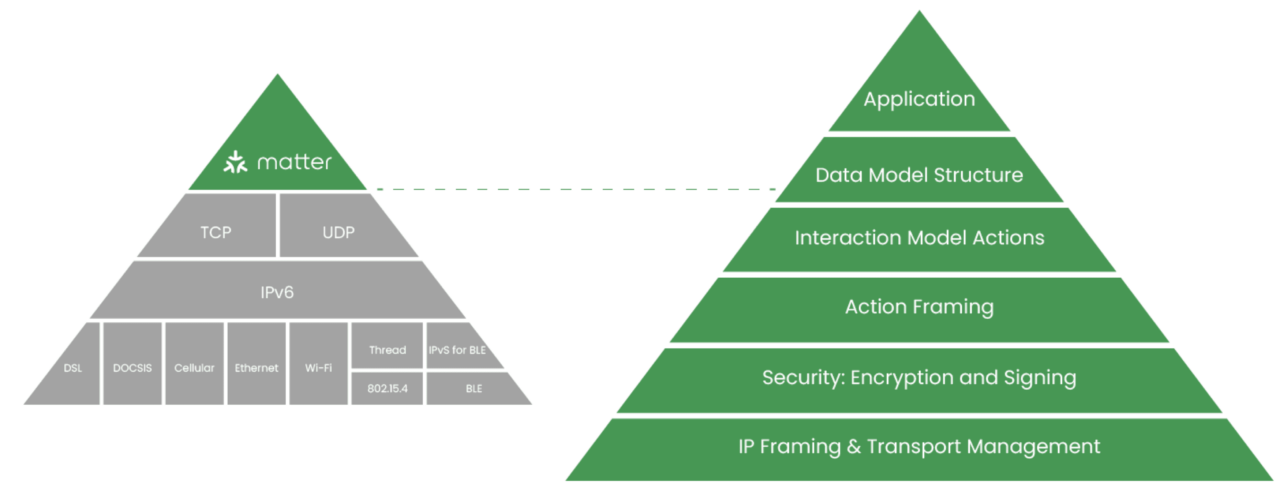 matter
TCP
UDP
IPv6
DSL
DOCSIS
Cellular
Ethernet
Wi-Fi
Thread
802.15.4
IPvS for BLE
BLE
Application
Data Model Structure
Interaction Model Actions
Action Framing
Security: Encryption and Signing
IP Framing & Transport Management